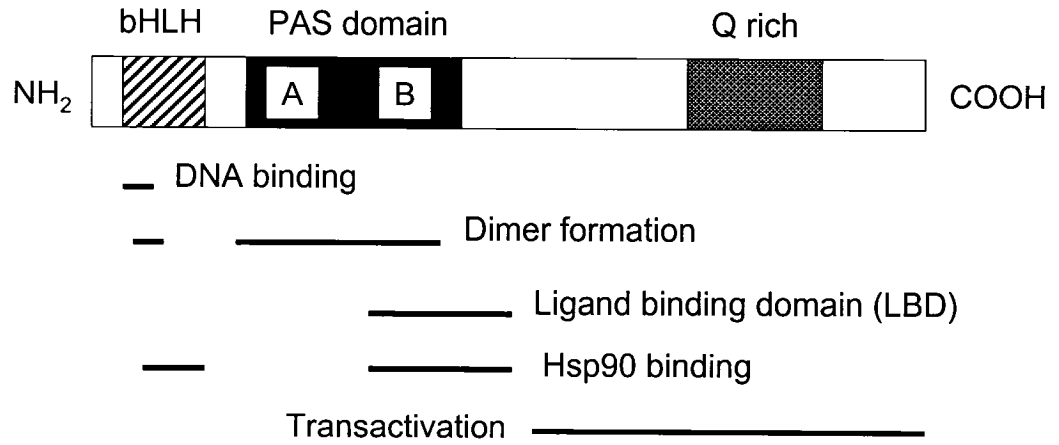 bHLH PAS domain Q rich
NH₂ A B COOH
DNA binding
Dimer formation
Ligand binding domain (LBD)
Hsp90 binding
Transactivation